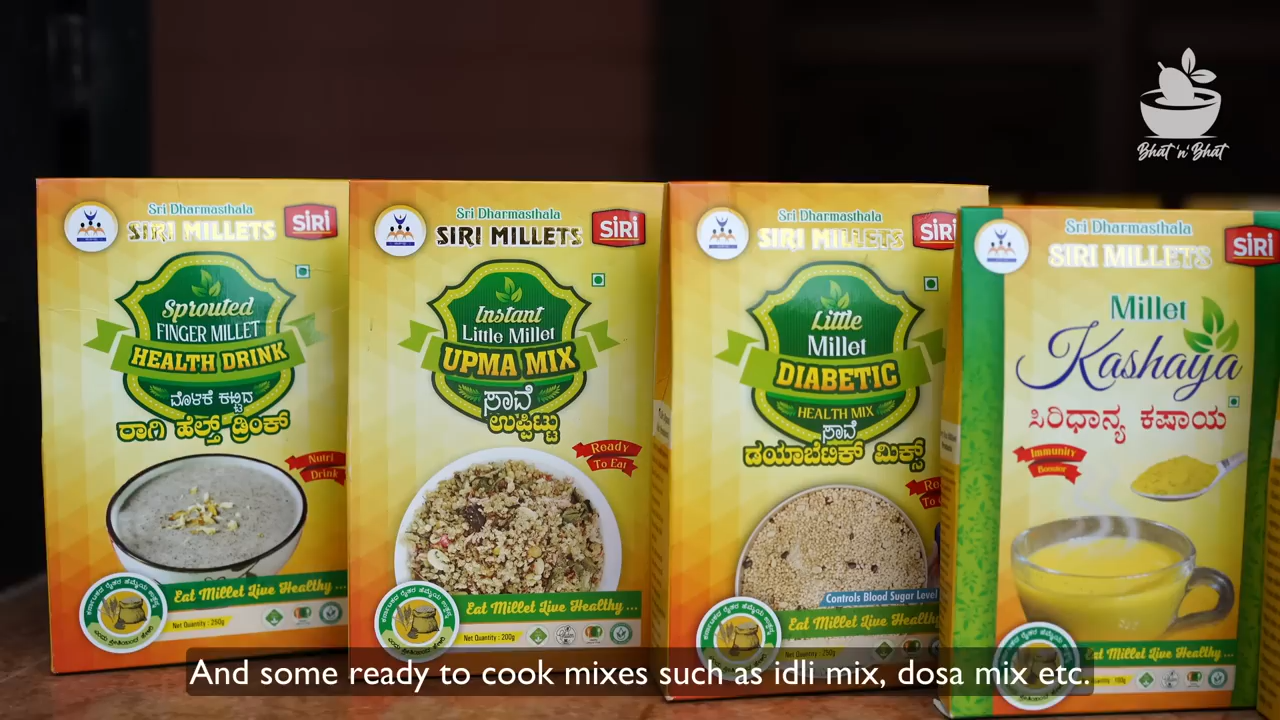 Bhat 'n' Bhat
Sri Dharmasthala
SIRI MILLETS
SiRi
Sprouted
FINGER MILLET
HEALTH DRINK
ಮೊಳಕೆ ಕಟ್ಟಿದ
ರಾಗಿ ಹೆಲ್ತ್ ಡ್ರಿಂಕ್
Nutri
Drink
Eat Millet Live Healthy ...
Net Quantity : 250g
Sri Dharmasthala
SIRI MILLETS
SiRi
Instant
Little Millet
UPMA MIX
ಸಾವೆ
ಉಪ್ಪಿಟ್ಟು
Ready
To Eat
Eat Millet Live Healthy ...
Net Quantity : 200g
Sri Dharmasthala
SIRI MILLETS
SiRi
Little
Millet
DIABETIC
HEALTH MIX
ಸಾವೆ
ಡಯಾಬೆಟಿಕ್ ಮಿಕ್ಸ್
Controls Blood Sugar Level
Eat Millet Live Healthy
Sri Dharmasthala
SIRI MILLETS
SiRi
Millet
Kashaya
ಸಿರಿಧಾನ್ಯ ಕಷಾಯ
Immunity
Booster
Eat Millet Live Healthy...
And some ready to cook mixes such as idli mix, dosa mix etc.